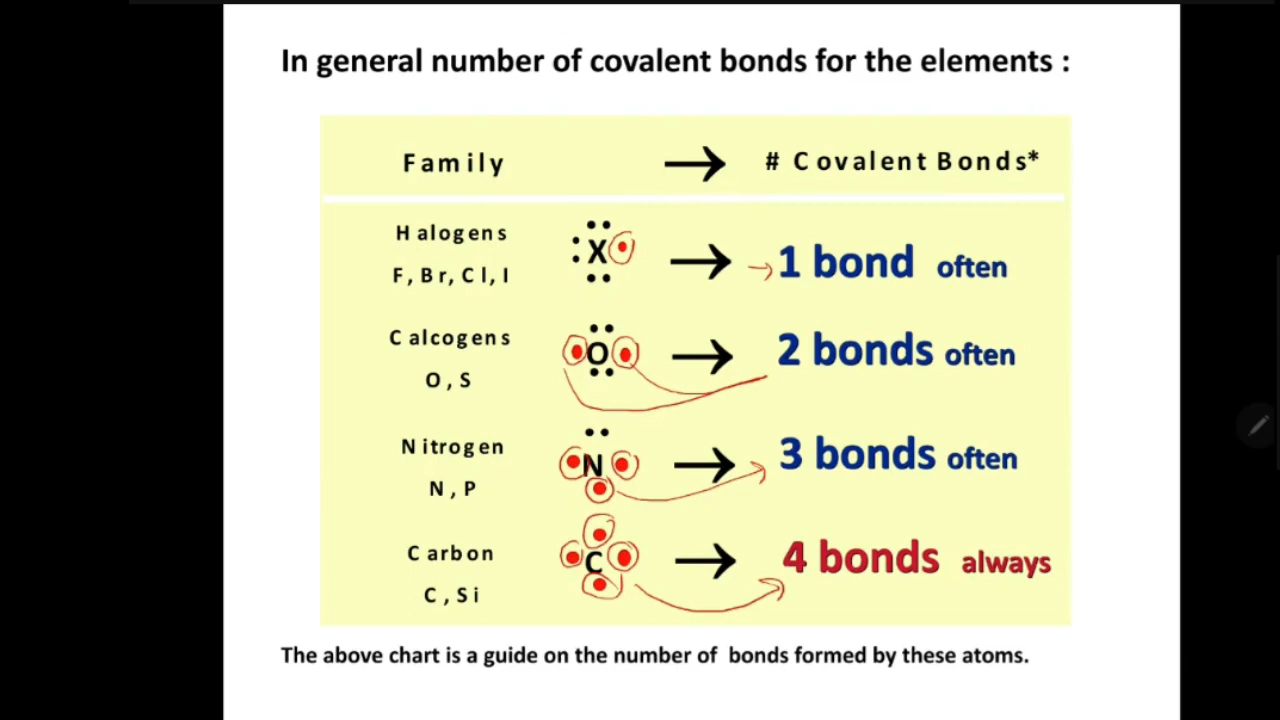 In general number of covalent bonds for the elements :
Family → # Covalent Bonds*
Halogens
F, Br, Cl, I
X → 1 bond often
Calcogens
O, S
O → 2 bonds often
Nitrogen
N, P
N → 3 bonds often
Carbon
C, Si
C → 4 bonds always
The above chart is a guide on the number of bonds formed by these atoms.